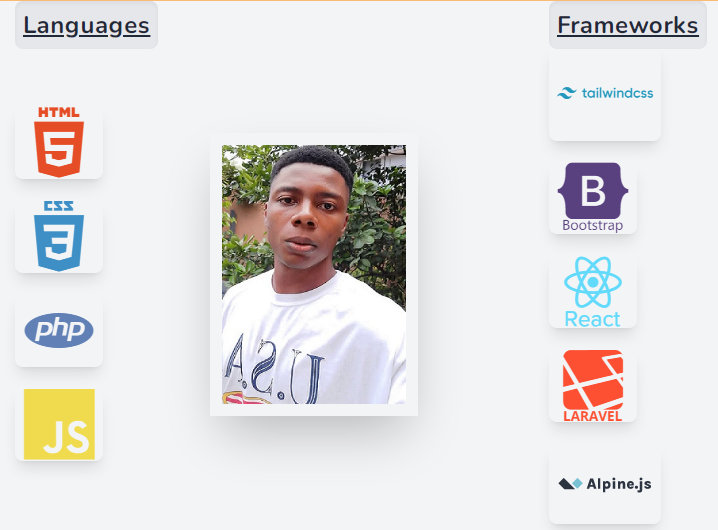 Languages
HTML
5
CSS
3
php
JS
U.S.A
Frameworks
tailwindcss
B
Bootstrap
React
LARAVEL
Alpine.js